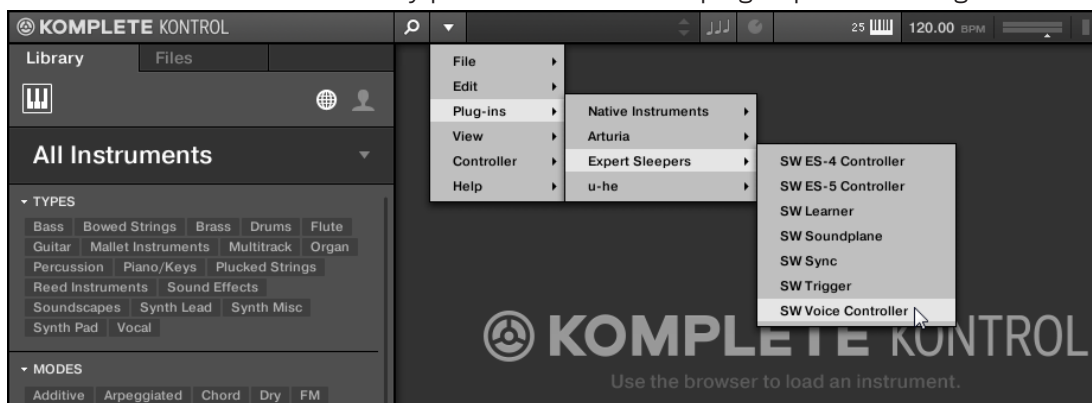 KOMPLETE KONTROL 25 120.00 BPM
Library Files
File
Edit
Plug-ins Native Instruments
View Arturia
Controller Expert Sleepers SW ES-4 Controller
Help u-he SW ES-5 Controller
SW Learner
SW Soundplane
SW Sync
SW Trigger
SW Voice Controller
All Instruments
TYPES
Bass Bowed Strings Brass Drums Flute
Guitar Mallet Instruments Multitrack Organ
Percussion Piano/Keys Plucked Strings
Reed Instruments Sound Effects
Soundscapes Synth Lead Synth Misc
Synth Pad Vocal
MODES
Additive Arpeggiated Chord Dry FM
KOMPLETE KONTROL
Use the browser to load an instrument.